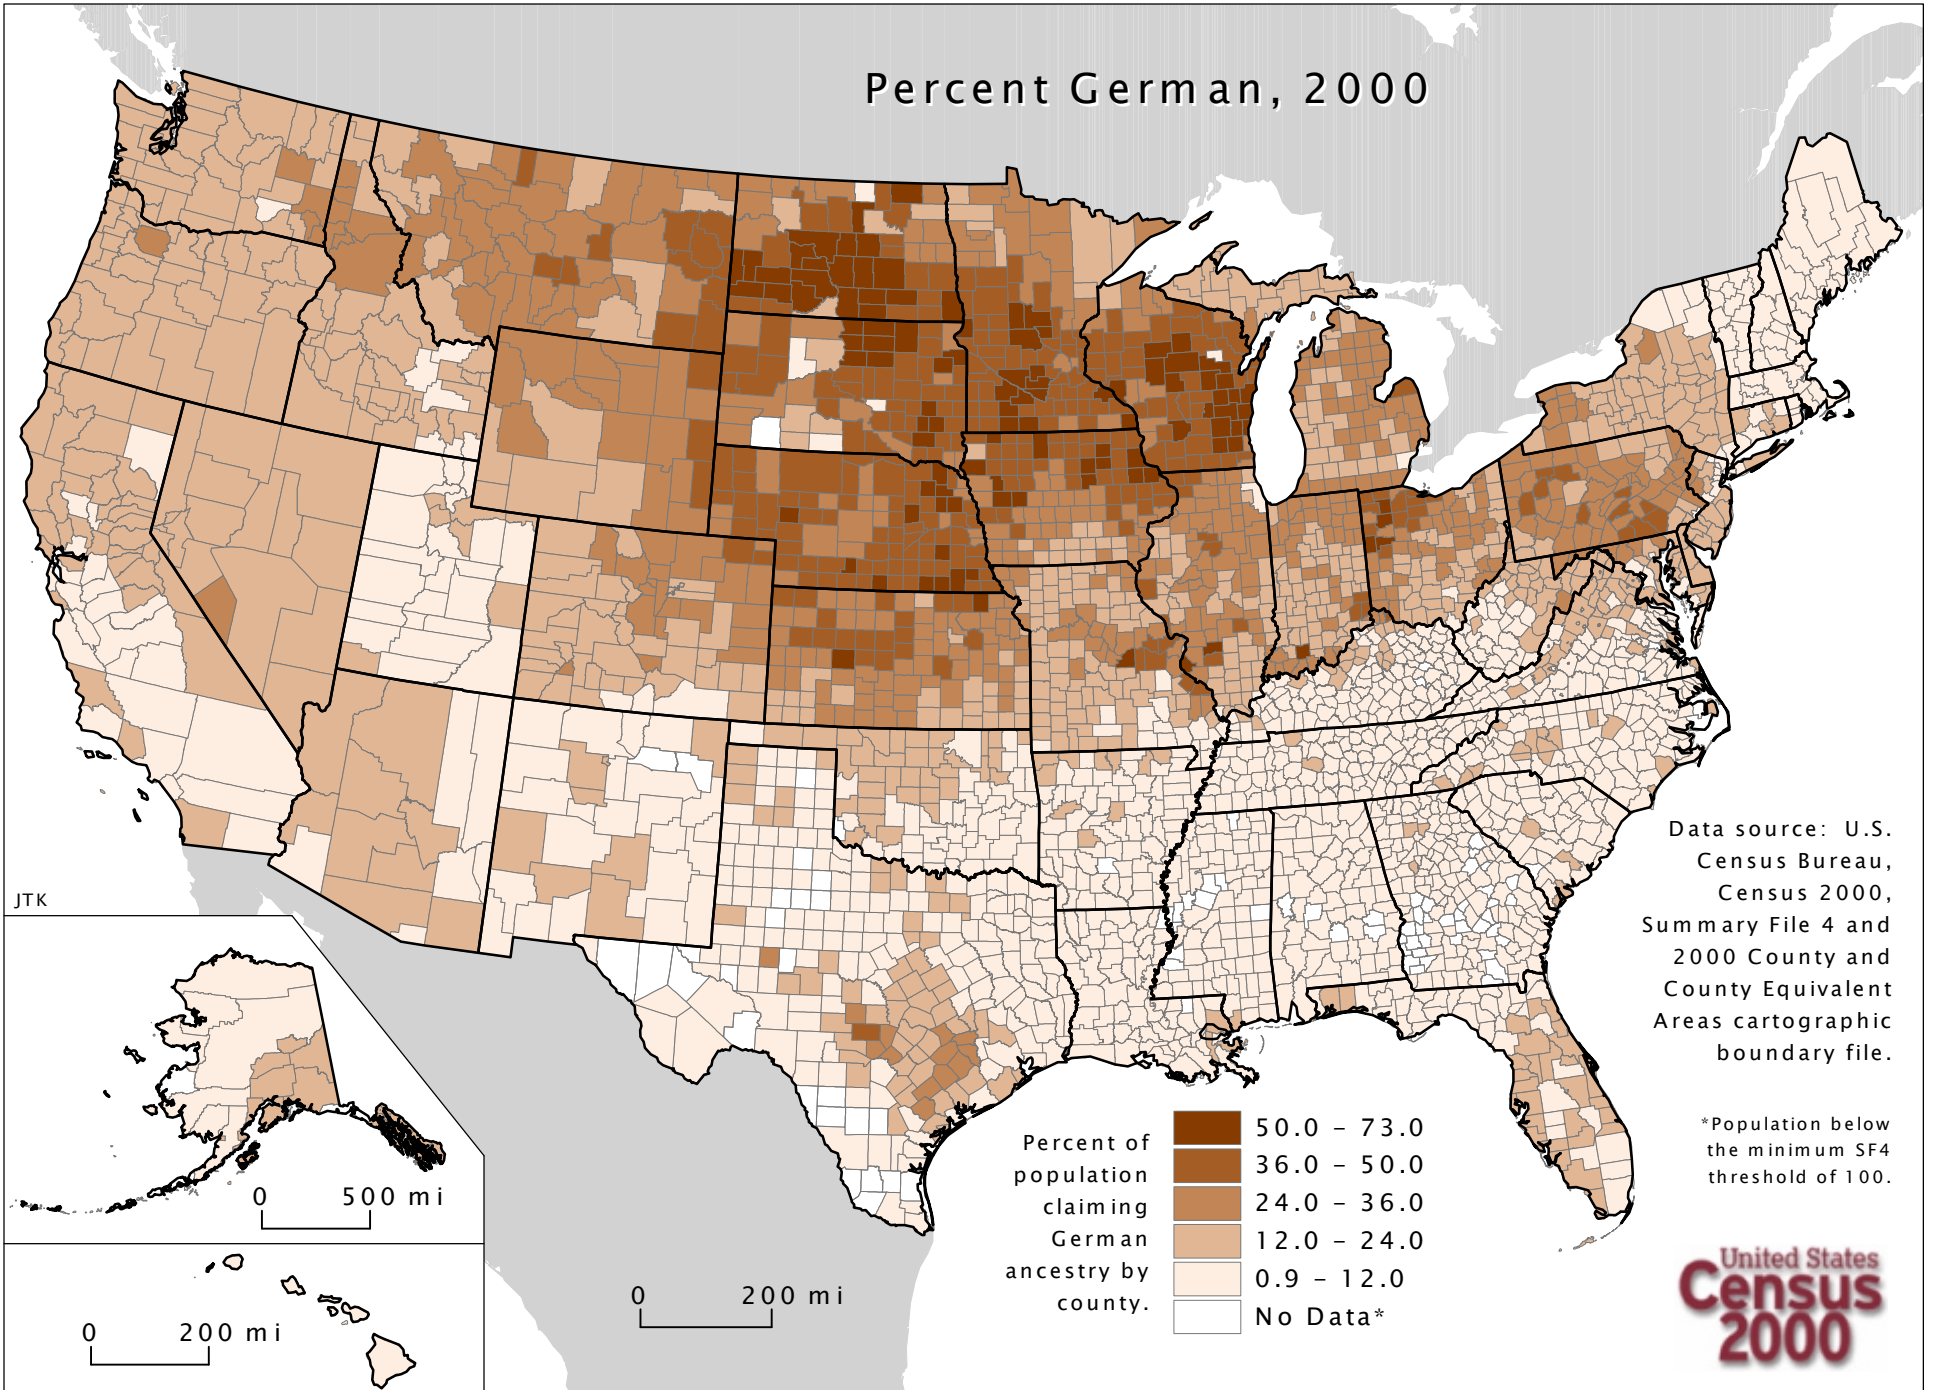 Percent German, 2000
Data source: U.S.
Census Bureau,
Census 2000,
Summary File 4 and
2000 County and
County Equivalent
Areas cartographic
boundary file.
*Population below
the minimum SF4
threshold of 100.
JTK
0 500 mi
0 200 mi
0 200 mi
Percent of
population
claiming
German
ancestry by
county.
50.0 – 73.0
36.0 – 50.0
24.0 – 36.0
12.0 – 24.0
0.9 – 12.0
No Data*
United States
Census
2000